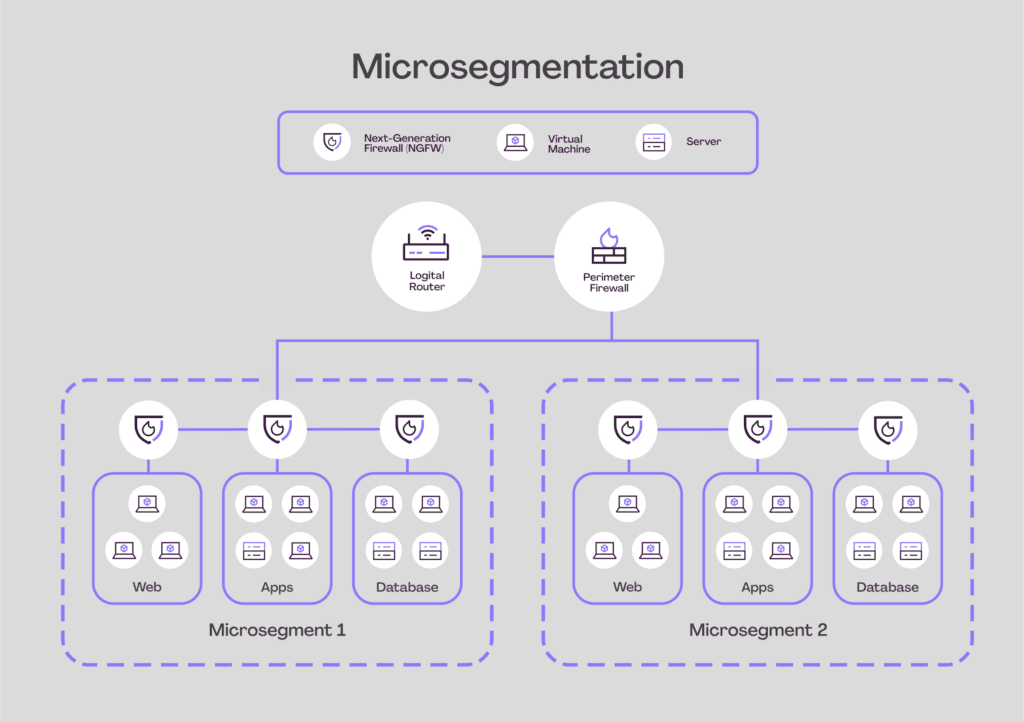 Microsegmentation
Next-Generation
Firewall (NGFW)
Virtual
Machine
Server
Logital
Router
Perimeter
Firewall
Web
Apps
Database
Microsegment 1
Web
Apps
Database
Microsegment 2